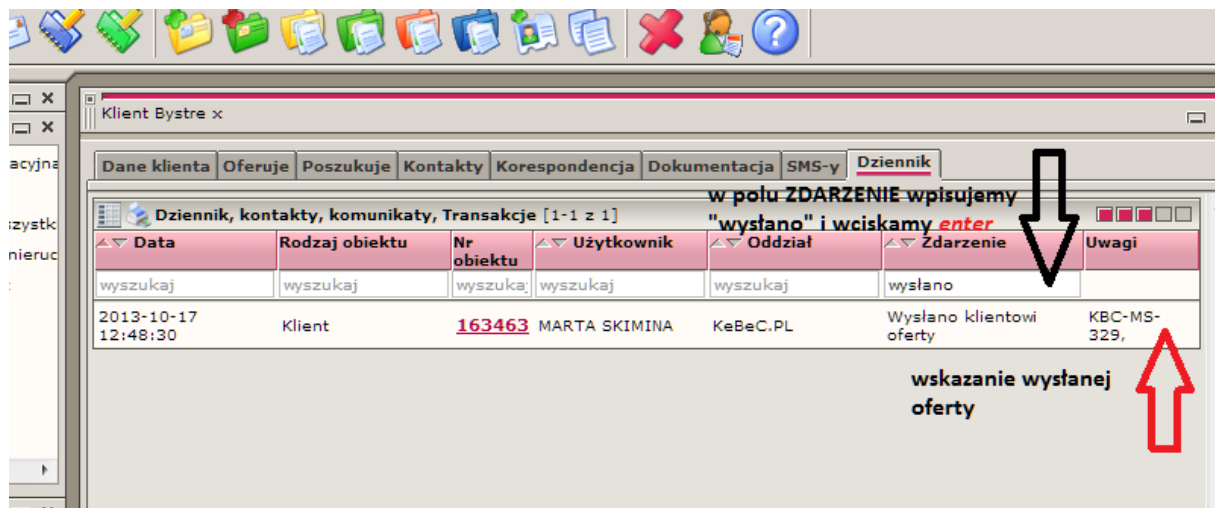 Klient Bystre x
acyjna
Dane klienta Oferuje Poszukuje Kontakty Korespondencja Dokumentacja SMS-y Dziennik
w polu ZDARZENIE wpisujemy
"wysłano" i wciskamy enter
zystk
Dziennik, kontakty, komunikaty, Transakcje [1-1 z 1]
nieruc
Data Rodzaj obiektu Nr obiektu Użytkownik Oddział Zdarzenie Uwagi
wyszukaj wyszukaj wyszuka wyszukaj wyszukaj wysłano
2013-10-17 12:48:30 Klient 163463 MARTA SKIMINA KeBeC.PL Wysłano klientowi oferty KBC-MS-329,
wskazanie wysłanej
oferty